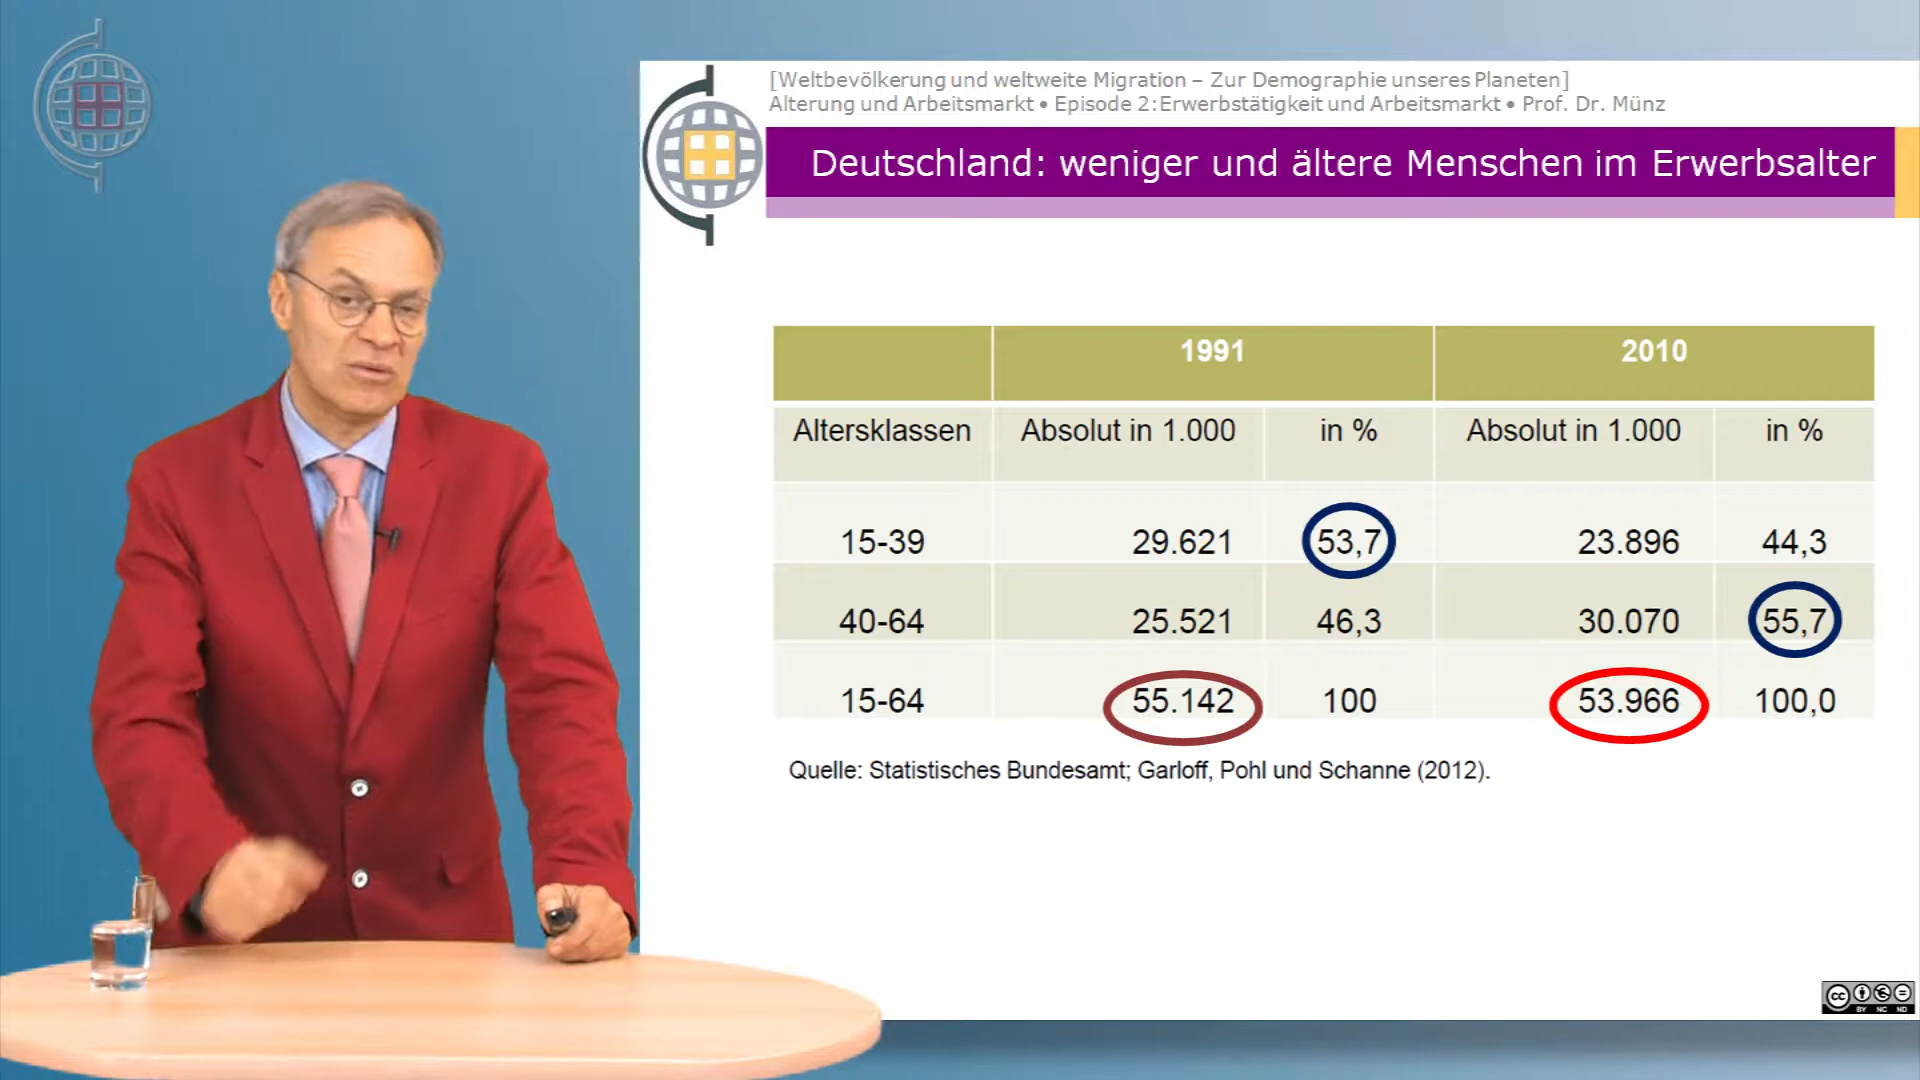 [Weltbevölkerung und weltweite Migration – Zur Demographie unseres Planeten]
Alterung und Arbeitsmarkt • Episode 2:Erwerbstätigkeit und Arbeitsmarkt • Prof. Dr. Münz
Deutschland: weniger und ältere Menschen im Erwerbsalter
1991 2010
Altersklassen Absolut in 1.000 in % Absolut in 1.000 in %
15-39 29.621 53,7 23.896 44,3
40-64 25.521 46,3 30.070 55,7
15-64 55.142 100 53.966 100,0
Quelle: Statistisches Bundesamt; Garloff, Pohl und Schanne (2012).
cc
BY NC ND